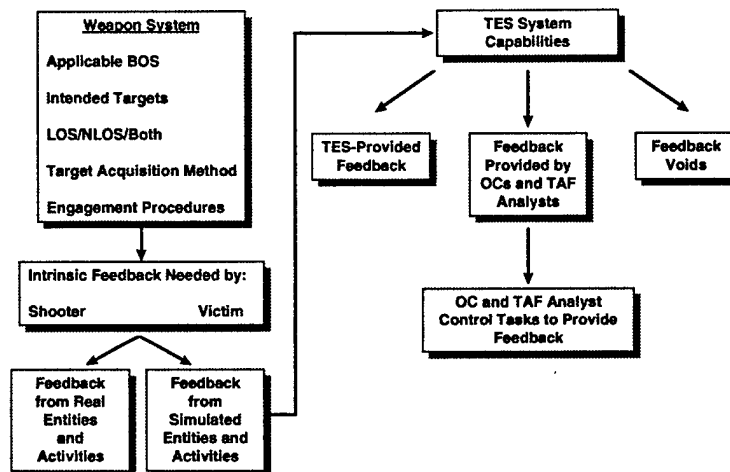 Weapon System
Applicable BOS
Intended Targets
LOS/NLOS/Both
Target Acquisition Method
Engagement Procedures
Intrinsic Feedback Needed by:
Shooter Victim
Feedback
from Real
Entities
and
Activities
Feedback
from
Simulated
Entities and
Activities
TES System
Capabilities
TES-Provided
Feedback
Feedback
Provided by
OCs and TAF
Analysts
Feedback
Voids
OC and TAF Analyst
Control Tasks to Provide
Feedback